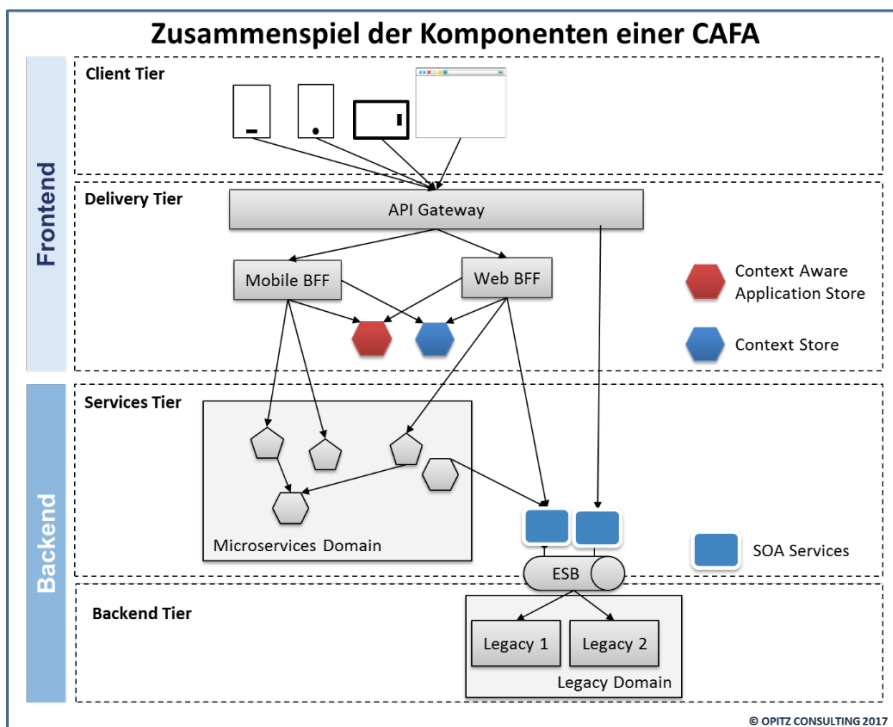 Zusammenspiel der Komponenten einer CAFA
Frontend
Client Tier
Delivery Tier
API Gateway
Mobile BFF
Web BFF
Context Aware
Application Store
Context Store
Backend
Services Tier
Microservices Domain
SOA Services
ESB
Backend Tier
Legacy 1
Legacy 2
Legacy Domain
© OPITZ CONSULTING 2017